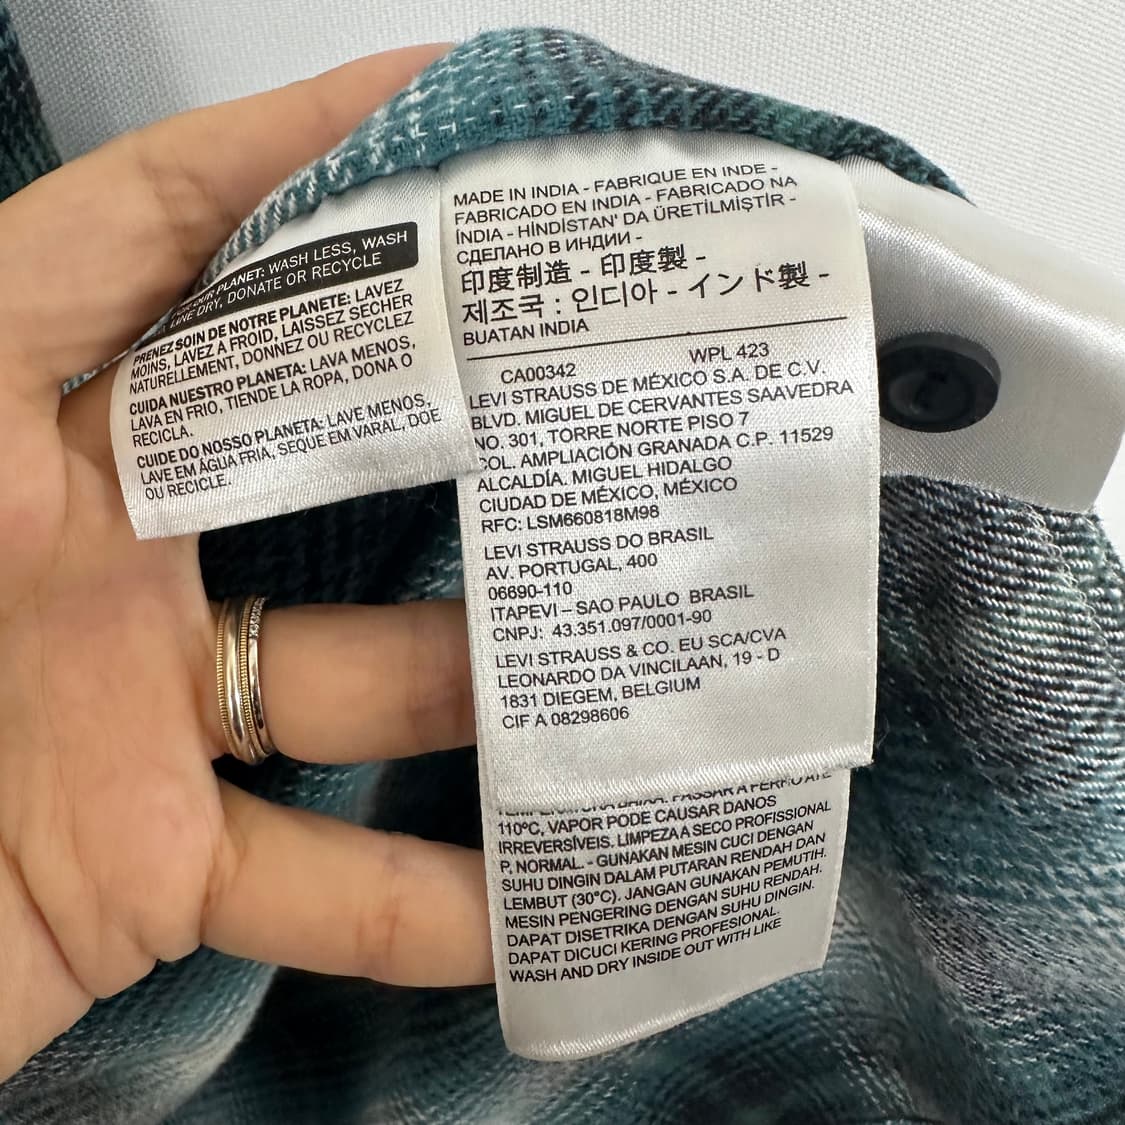 OUR PLANET: WASH LESS, WASH
LINE DRY, DONATE OR RECYCLE
PRENEZ SOIN DE NOTRE PLANETE: LAVEZ
MOINS, LAVEZ A FROID, LAISSEZ SECHER
NATURELLEMENT, DONNEZ OU RECYCLEZ
CUIDA NUESTRO PLANETA: LAVA MENOS,
LAVA EN FRIO, TIENDE LA ROPA, DONA O
RECICLA.
CUIDE DO NOSSO PLANETA: LAVE MENOS,
LAVE EM ÁGUA FRIA, SEQUE EM VARAL, DOE
OU RECICLE.
MADE IN INDIA - FABRIQUE EN INDE -
FABRICADO EN INDIA - FABRICADO NA
ÍNDIA - HİNDİSTAN' DA ÜRETİLMİŞTİR -
СДЕЛАНО В ИНДИИ -
印度制造 - 印度製 -
제조국 : 인디아 - インド製 -
BUATAN INDIA
CA00342 WPL 423
LEVI STRAUSS DE MÉXICO S.A. DE C.V.
BLVD. MIGUEL DE CERVANTES SAAVEDRA
NO. 301, TORRE NORTE PISO 7
COL. AMPLIACIÓN GRANADA C.P. 11529
ALCALDÍA. MIGUEL HIDALGO
CIUDAD DE MÉXICO, MÉXICO
RFC: LSM660818M98
LEVI STRAUSS DO BRASIL
AV. PORTUGAL, 400
06690-110
ITAPEVI – SAO PAULO BRASIL
CNPJ: 43.351.097/0001-90
LEVI STRAUSS & CO. EU SCA/CVA
LEONARDO DA VINCILAAN, 19 - D
1831 DIEGEM, BELGIUM
CIF A 08298606
PASSAR A FERRO ATÉ
110ºC, VAPOR PODE CAUSAR DANOS
IRREVERSÍVEIS. LIMPEZA A SECO PROFISSIONAL
P, NORMAL. - GUNAKAN MESIN CUCI DENGAN
SUHU DINGIN DALAM PUTARAN RENDAH DAN
LEMBUT (30°C). JANGAN GUNAKAN PEMUTIH.
MESIN PENGERING DENGAN SUHU RENDAH.
DAPAT DISETRIKA DENGAN SUHU DINGIN.
DAPAT DICUCI KERING PROFESIONAL.
WASH AND DRY INSIDE OUT WITH LIKE